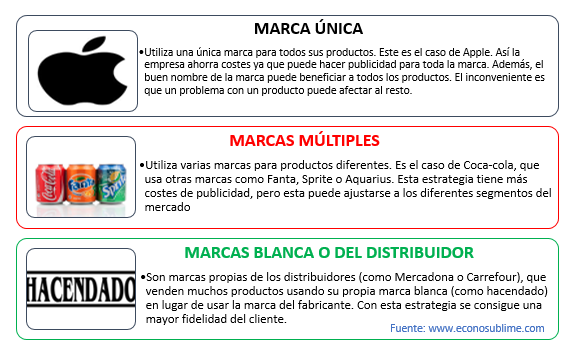 MARCA ÚNICA
•Utiliza una única marca para todos sus productos. Este es el caso de Apple. Así la
empresa ahorra costes ya que puede hacer publicidad para toda la marca. Además, el
buen nombre de la marca puede beneficiar a todos los productos. El inconveniente es
que un problema con un producto puede afectar al resto.
MARCAS MÚLTIPLES
•Utiliza varias marcas para productos diferentes. Es el caso de Coca-cola, que
usa otras marcas como Fanta, Sprite o Aquarius. Esta estrategia tiene más
costes de publicidad, pero esta puede ajustarse a los diferentes segmentos del
mercado
Coca-Cola
Fanta
Sprite
MARCAS BLANCA O DEL DISTRIBUIDOR
HACENDADO
•Son marcas propias de los distribuidores (como Mercadona o Carrefour), que
venden muchos productos usando su propia marca blanca (como hacendado)
en lugar de usar la marca del fabricante. Con esta estrategia se consigue una
mayor fidelidad del cliente.
Fuente: www.econosublime.com